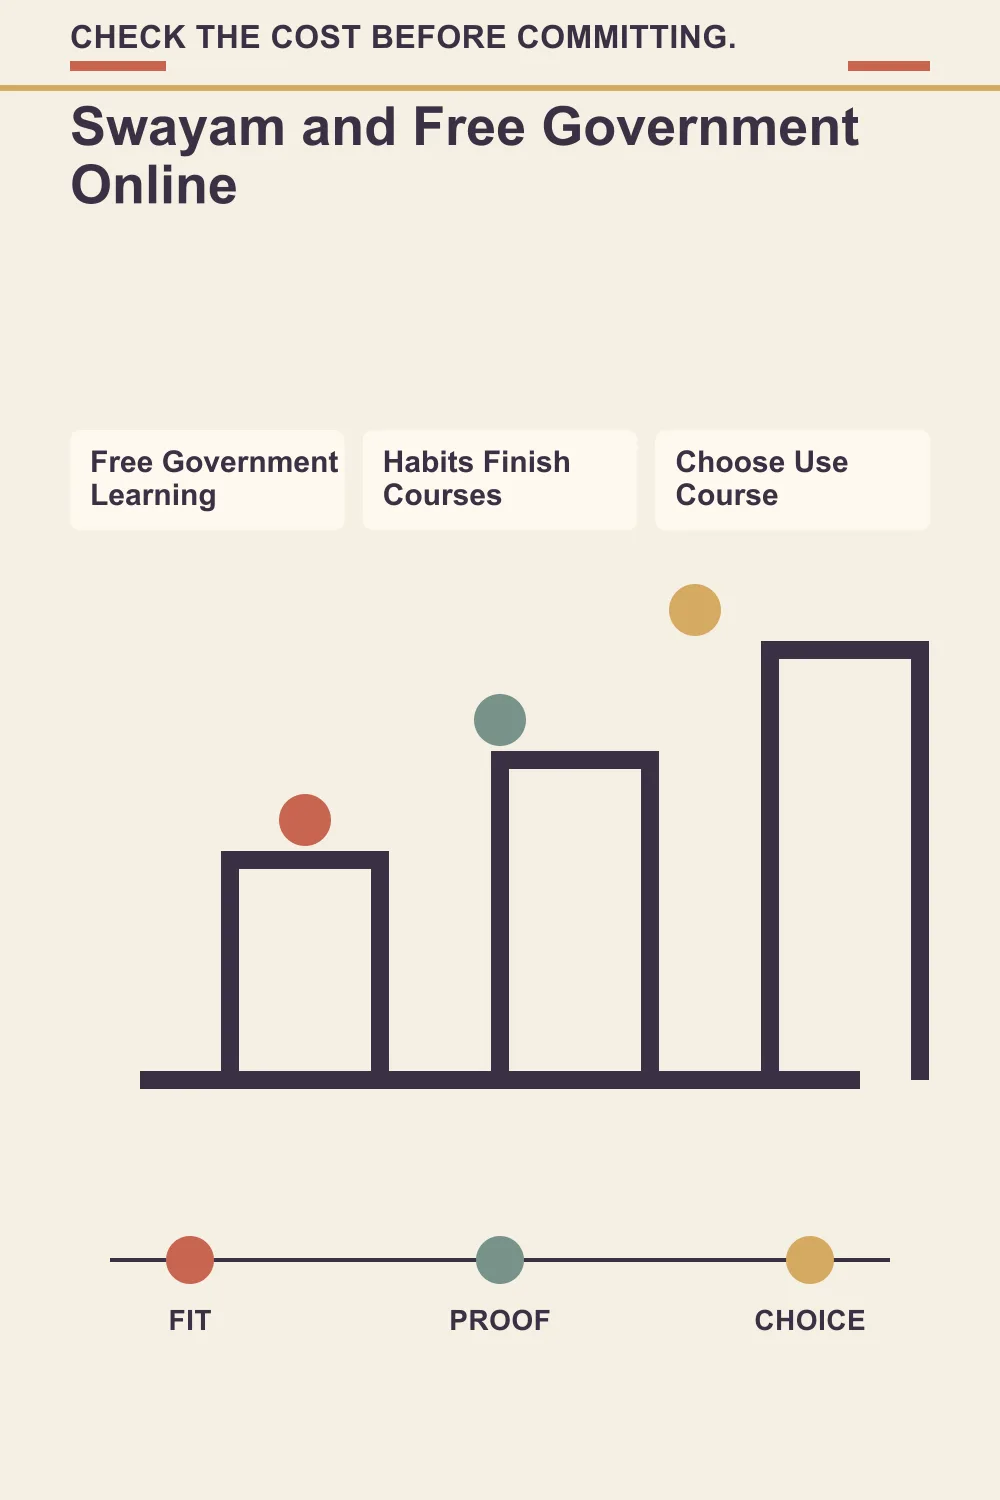 CHECK THE COST BEFORE COMMITTING.
Swayam and Free Government
Online
Free Government
Learning
Habits Finish
Courses
Choose Use
Course
FIT
PROOF
CHOICE